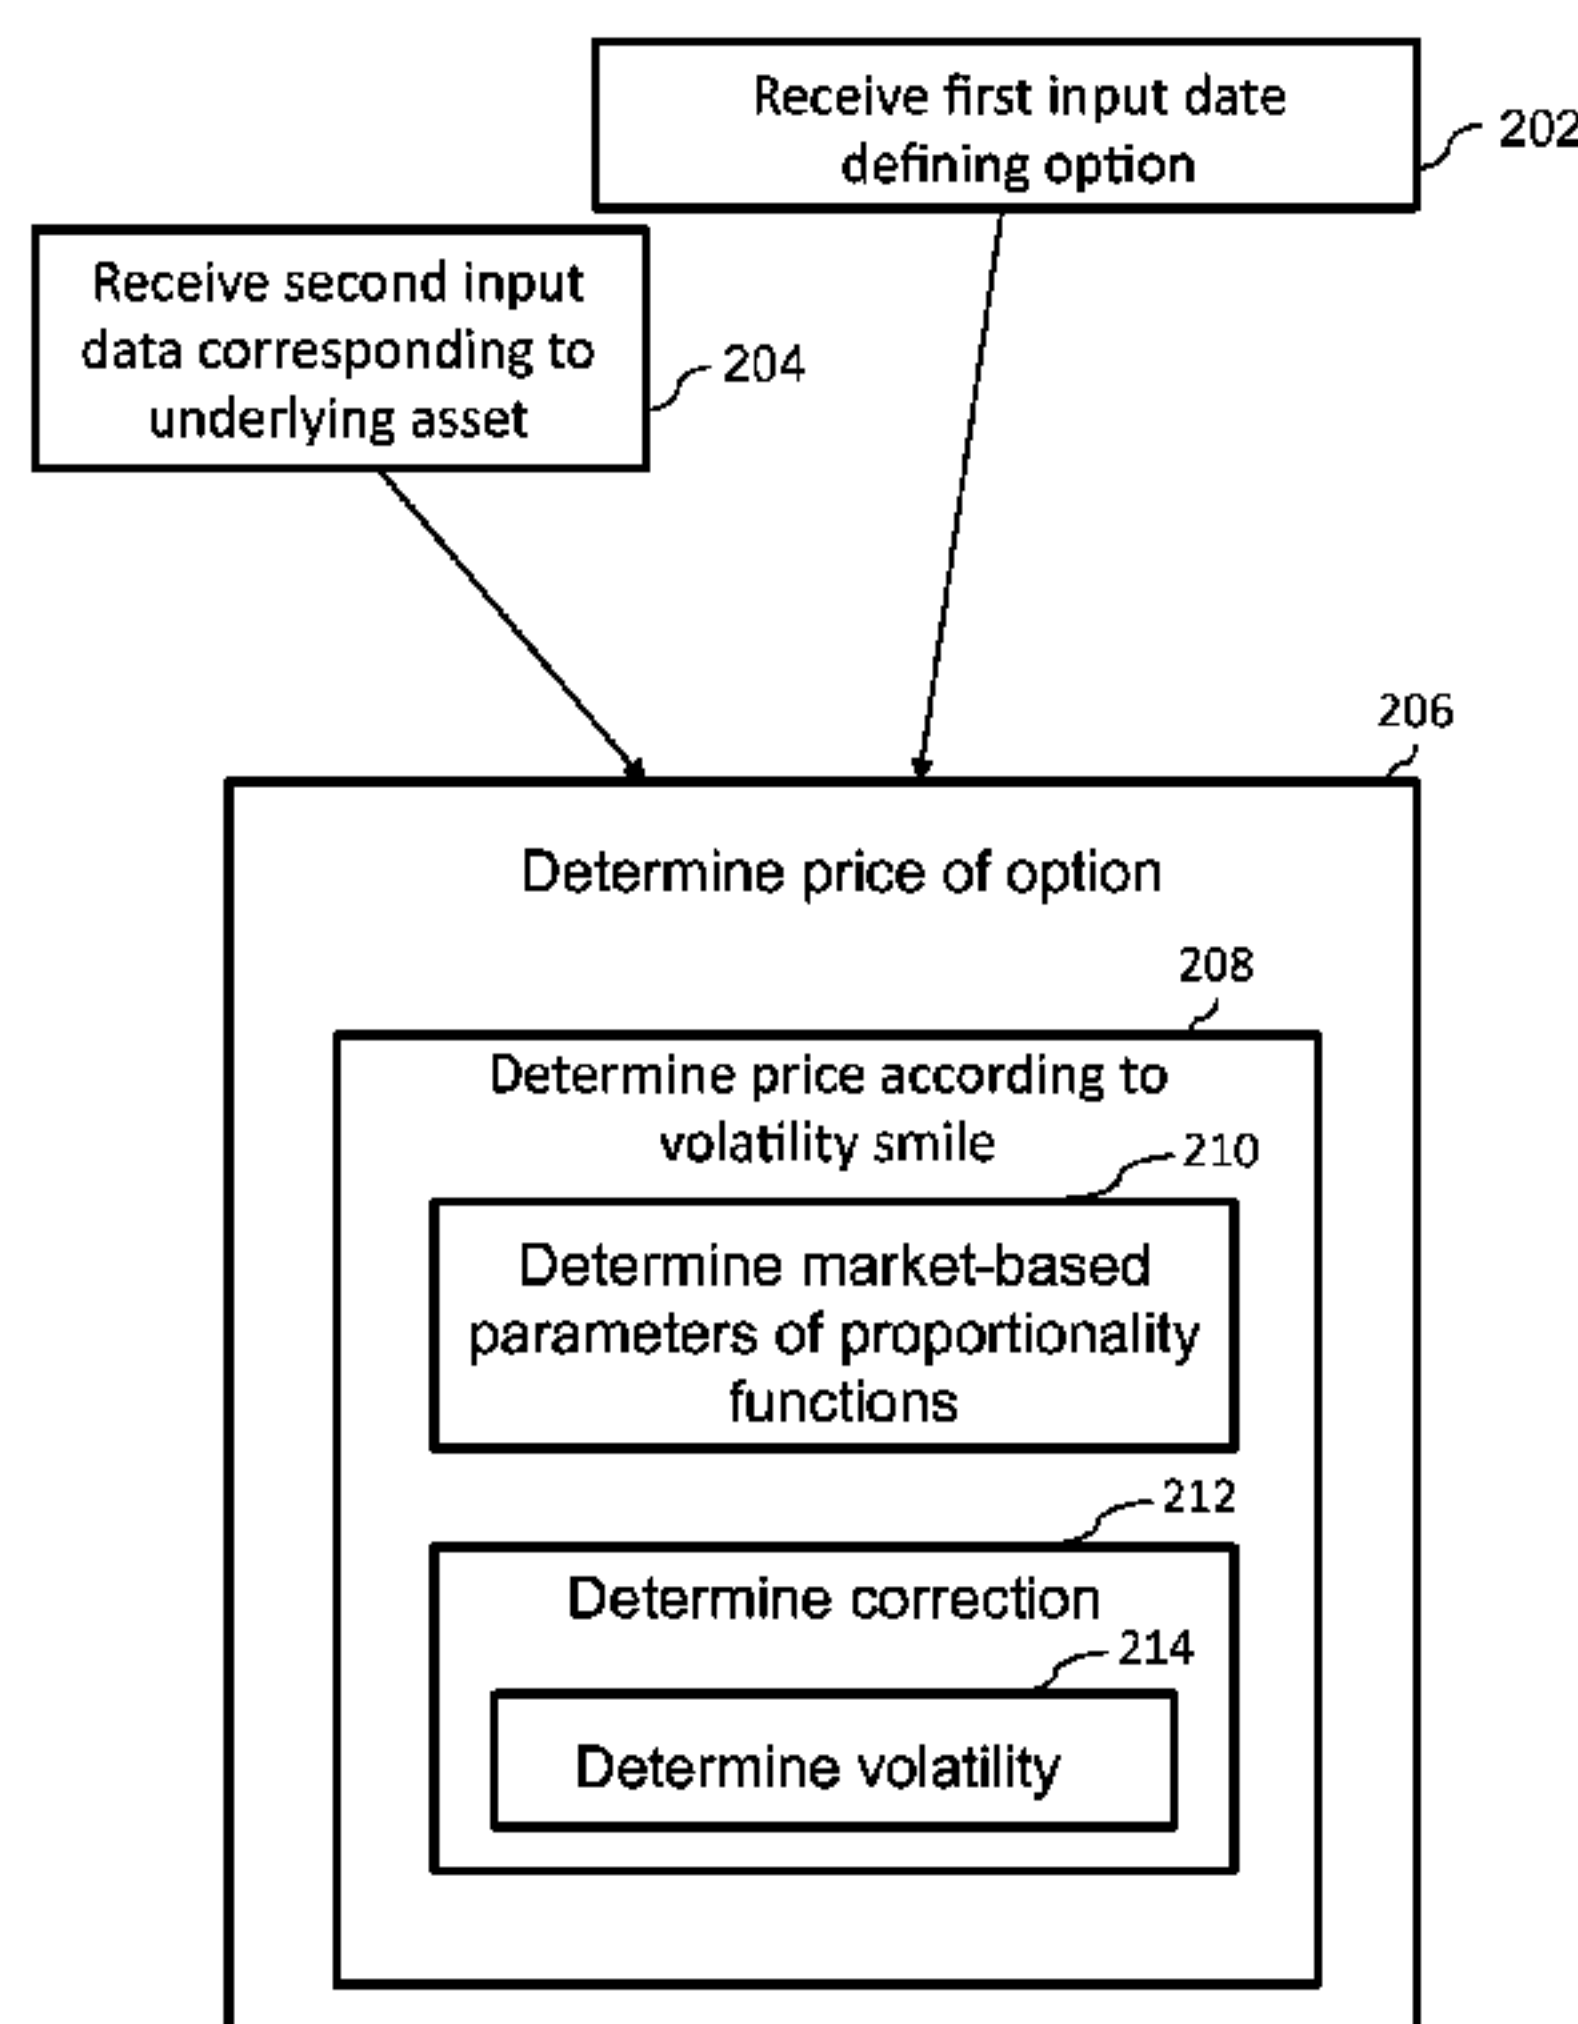 Receive first input date
defining option
202
Receive second input
data corresponding to
underlying asset
204
206
Determine price of option
208
Determine price according to
volatility smile
210
Determine market-based
parameters of proportionality
functions
212
Determine correction
214
Determine volatility